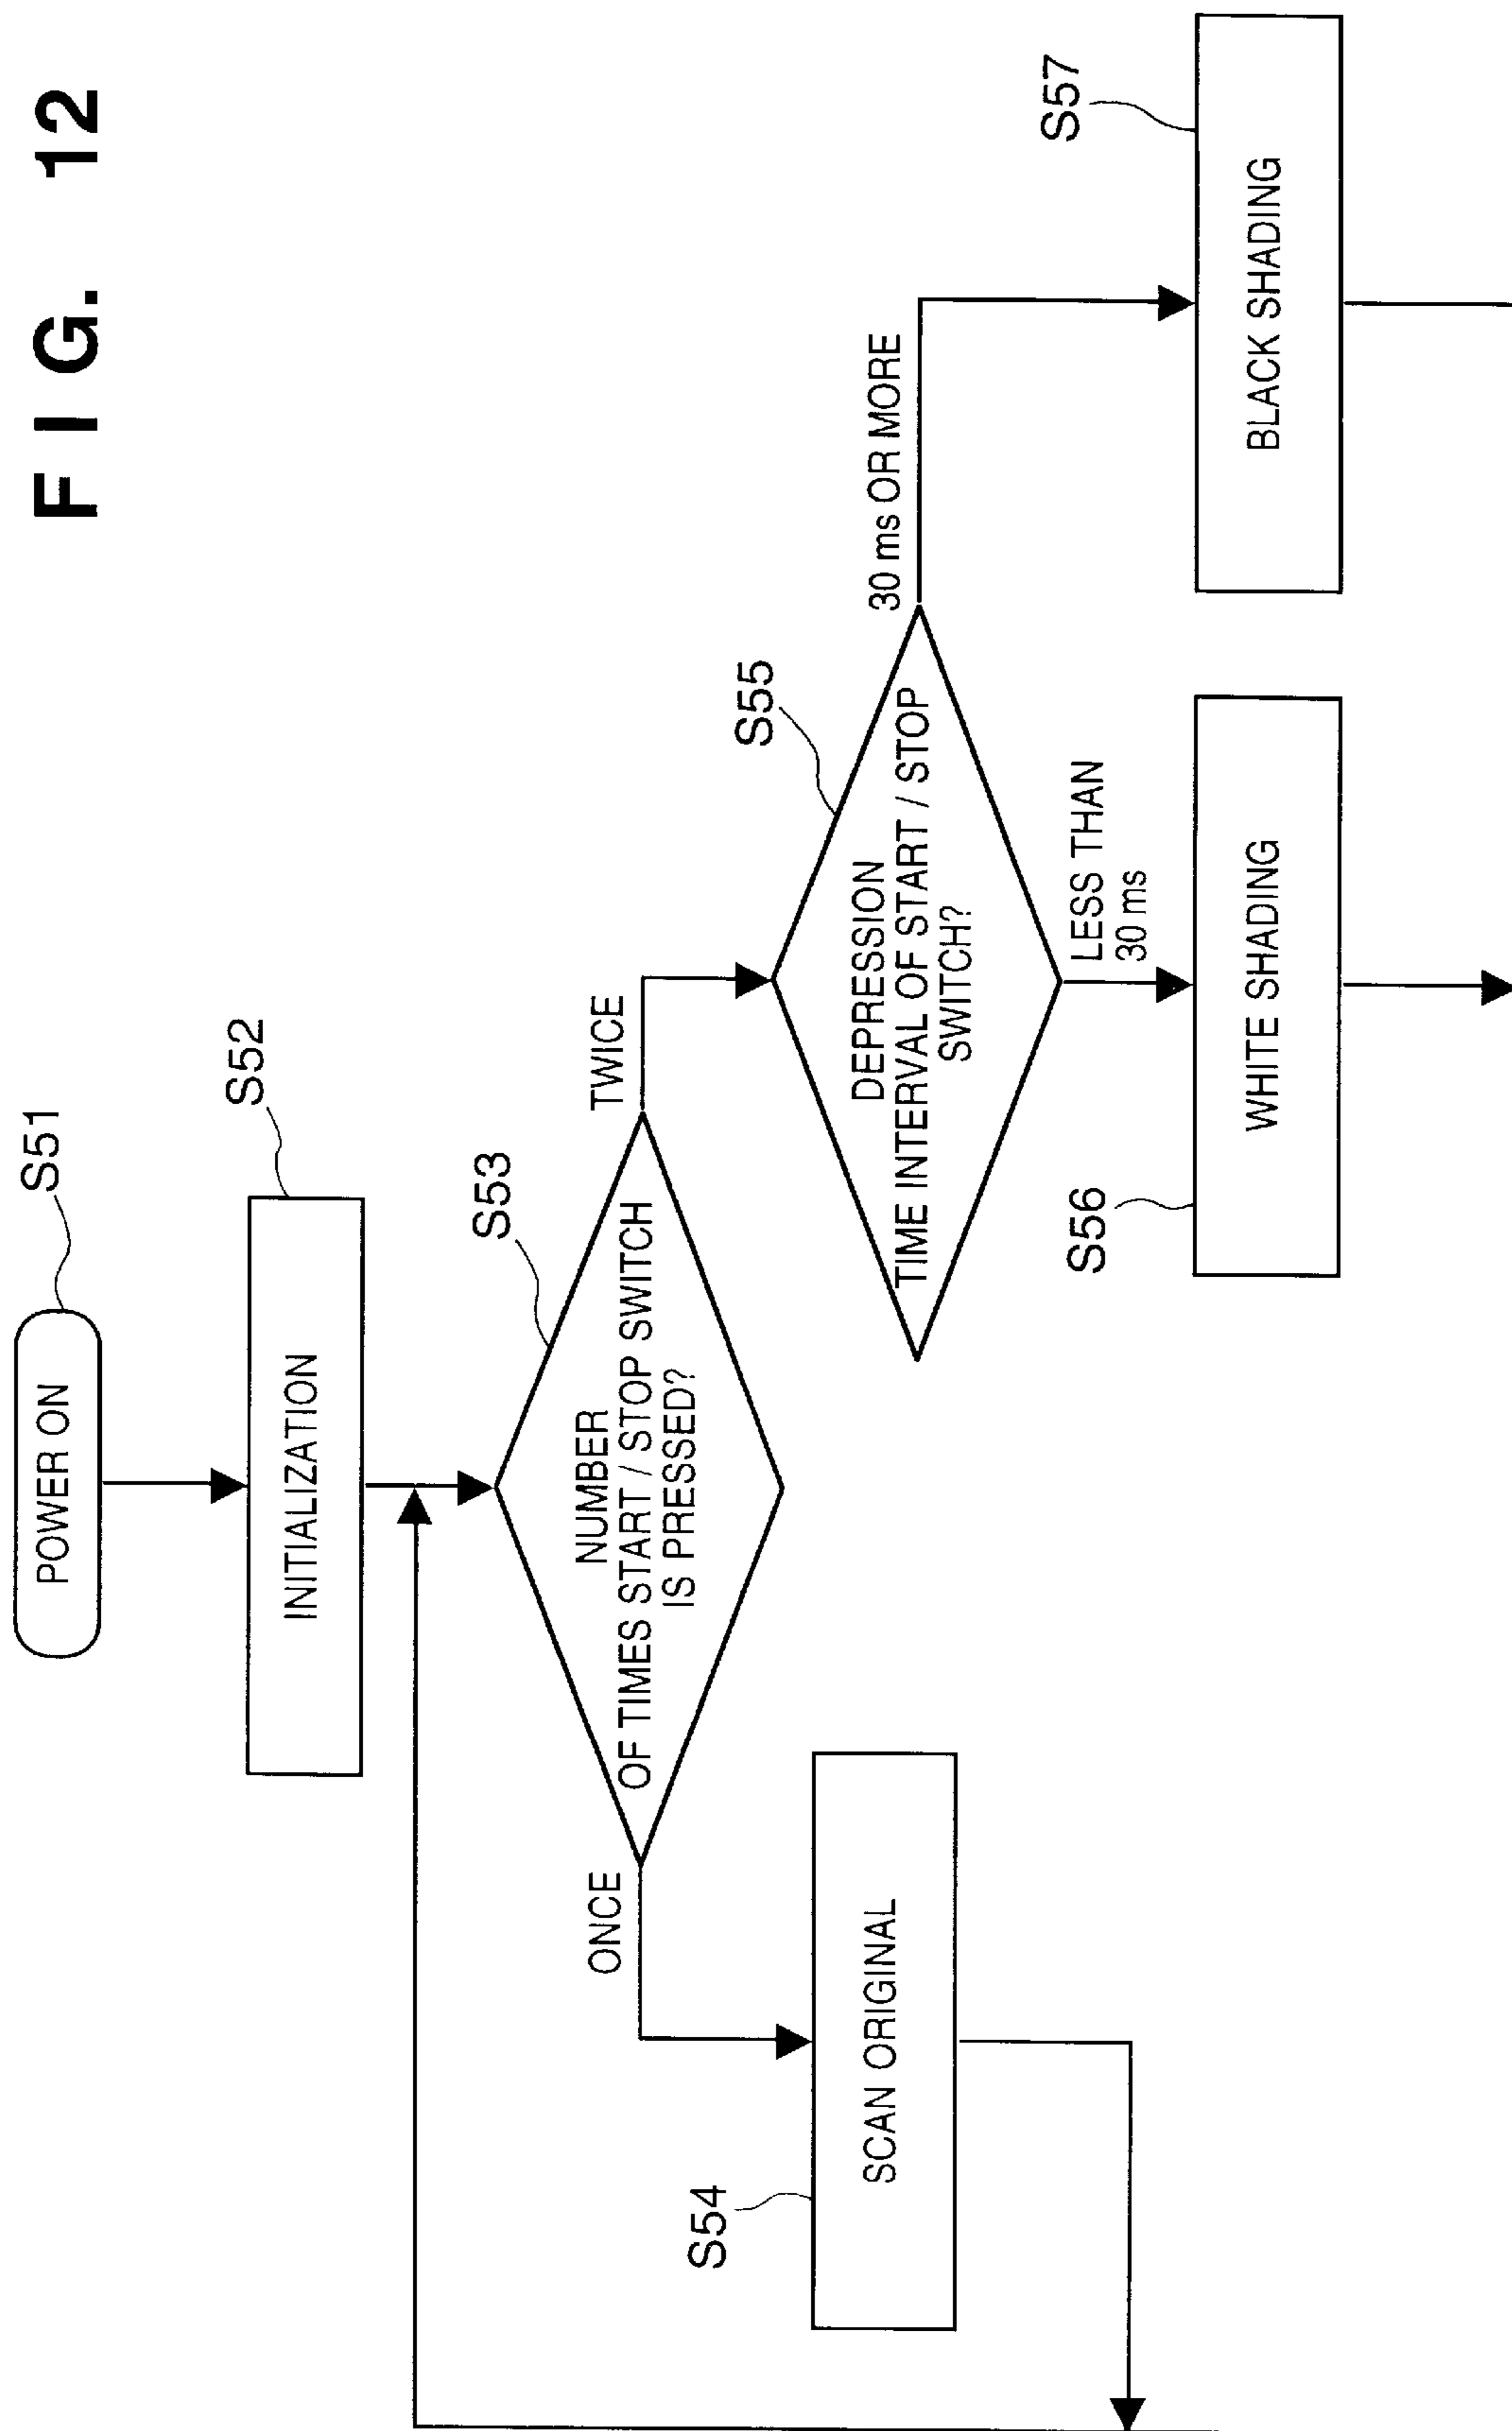 F I G. 12
POWER ON
S51
INITIALIZATION
S52
NUMBER
OF TIMES START / STOP SWITCH
IS PRESSED?
S53
ONCE
TWICE
SCAN ORIGINAL
S54
DEPRESSION
TIME INTERVAL OF START / STOP
SWITCH?
S55
30 ms OR MORE
LESS THAN
30 ms
WHITE SHADING
S56
BLACK SHADING
S57